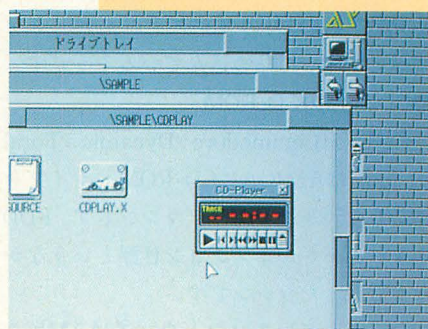 ドライブトレイ
\SAMPLE
\SAMPLE\CDPLAY
SOURCE
CDPLAY.X
CD-Player
TRACK